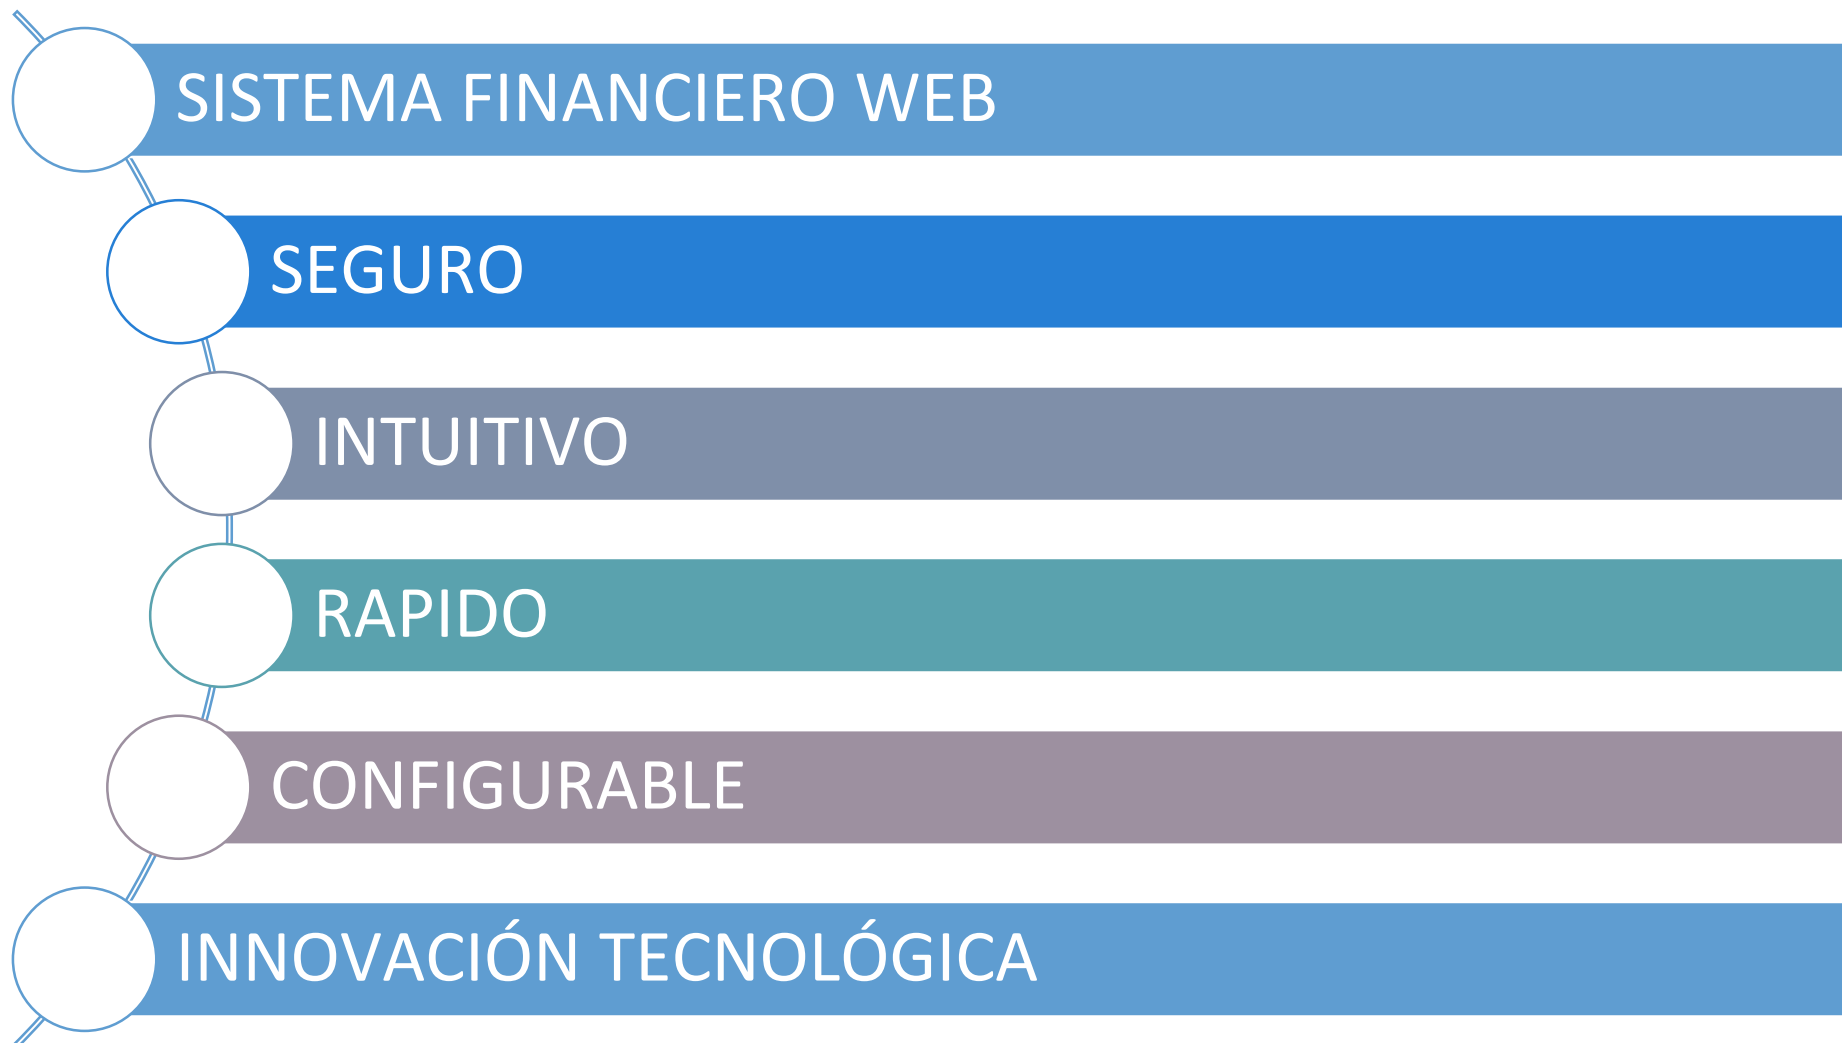 SISTEMA FINANCIERO WEB
SEGURO
INTUITIVO
RAPIDO
CONFIGURABLE
INNOVACIÓN TECNOLÓGICA